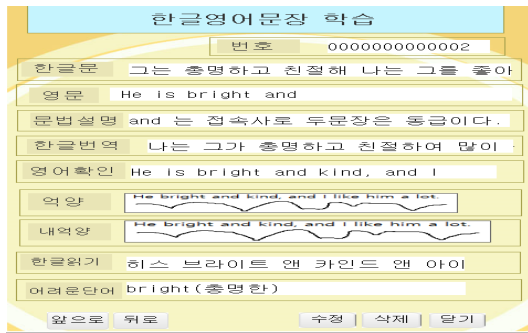 한글영어문장 학습
번호 0000000000002
한글문 그는 총명하고 친절해 나는 그를 좋아
영문 He is bright and
문법설명 and 는 접속사로 두문장은 동급이다.
한글번역 나는 그가 총명하고 친절하여 많이
영어확인 He is bright and kind, and I
억양 He bright and kind, and I like him a lot.
내억양 He bright and kind, and I like him a lot.
한글읽기 히스 브라이트 앤 카인드 앤 아이
어려운단어 bright(총명한)
앞으로 뒤로 수정 삭제 닫기